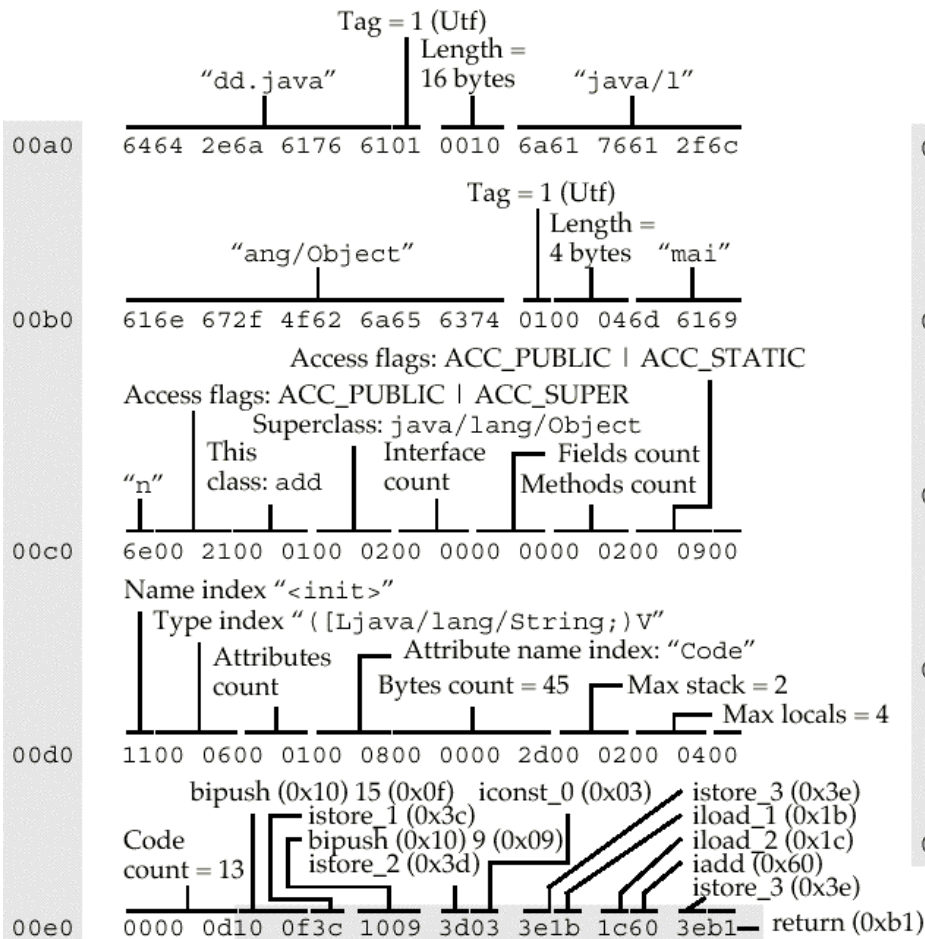 Tag = 1 (Utf)
Length =
16 bytes
“dd.java”
“java/l”
00a0 6464 2e6a 6176 6101 0010 6a61 7661 2f6c
Tag = 1 (Utf)
Length =
4 bytes
“ang/Object”
“mai”
00b0 616e 672f 4f62 6a65 6374 0100 046d 6169
Access flags: ACC_PUBLIC | ACC_STATIC
Access flags: ACC_PUBLIC | ACC_SUPER
Superclass: java/lang/Object
This
class: add
Interface
count
Fields count
Methods count
“n”
00c0 6e00 2100 0100 0200 0000 0000 0200 0900
Name index “<init>”
Type index “([Ljava/lang/String;)V”
Attributes
count
Attribute name index: “Code”
Bytes count = 45
Max stack = 2
Max locals = 4
00d0 1100 0600 0100 0800 0000 2d00 0200 0400
bipush (0x10) 15 (0x0f)
iconst_0 (0x03)
istore_3 (0x3e)
istore_1 (0x3c)
iload_1 (0x1b)
Code
count = 13
bipush (0x10) 9 (0x09)
iload_2 (0x1c)
istore_2 (0x3d)
iadd (0x60)
istore_3 (0x3e)
00e0 0000 0d10 0f3c 1009 3d03 3e1b 1c60 3eb1
return (0xb1)